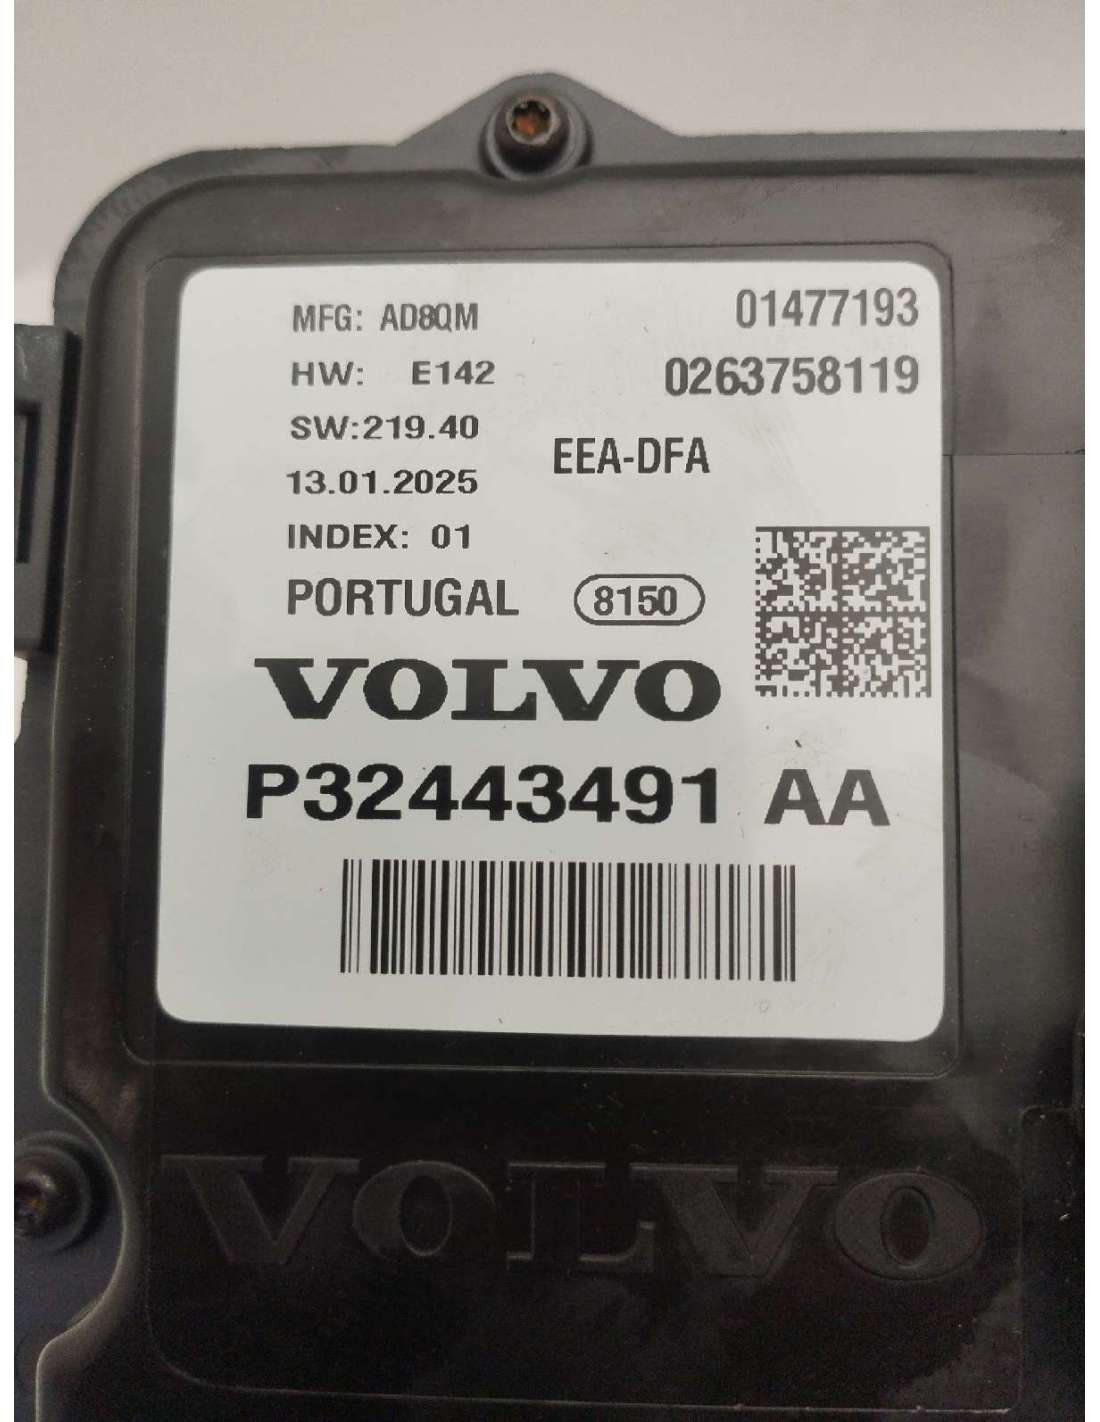 MFG: AD8QM
01477193
HW: E142
0263758119
SW:219.40
EEA-DFA
13.01.2025
INDEX: 01
PORTUGAL
8150
VOLVO
P32443491 AA
VOLVO